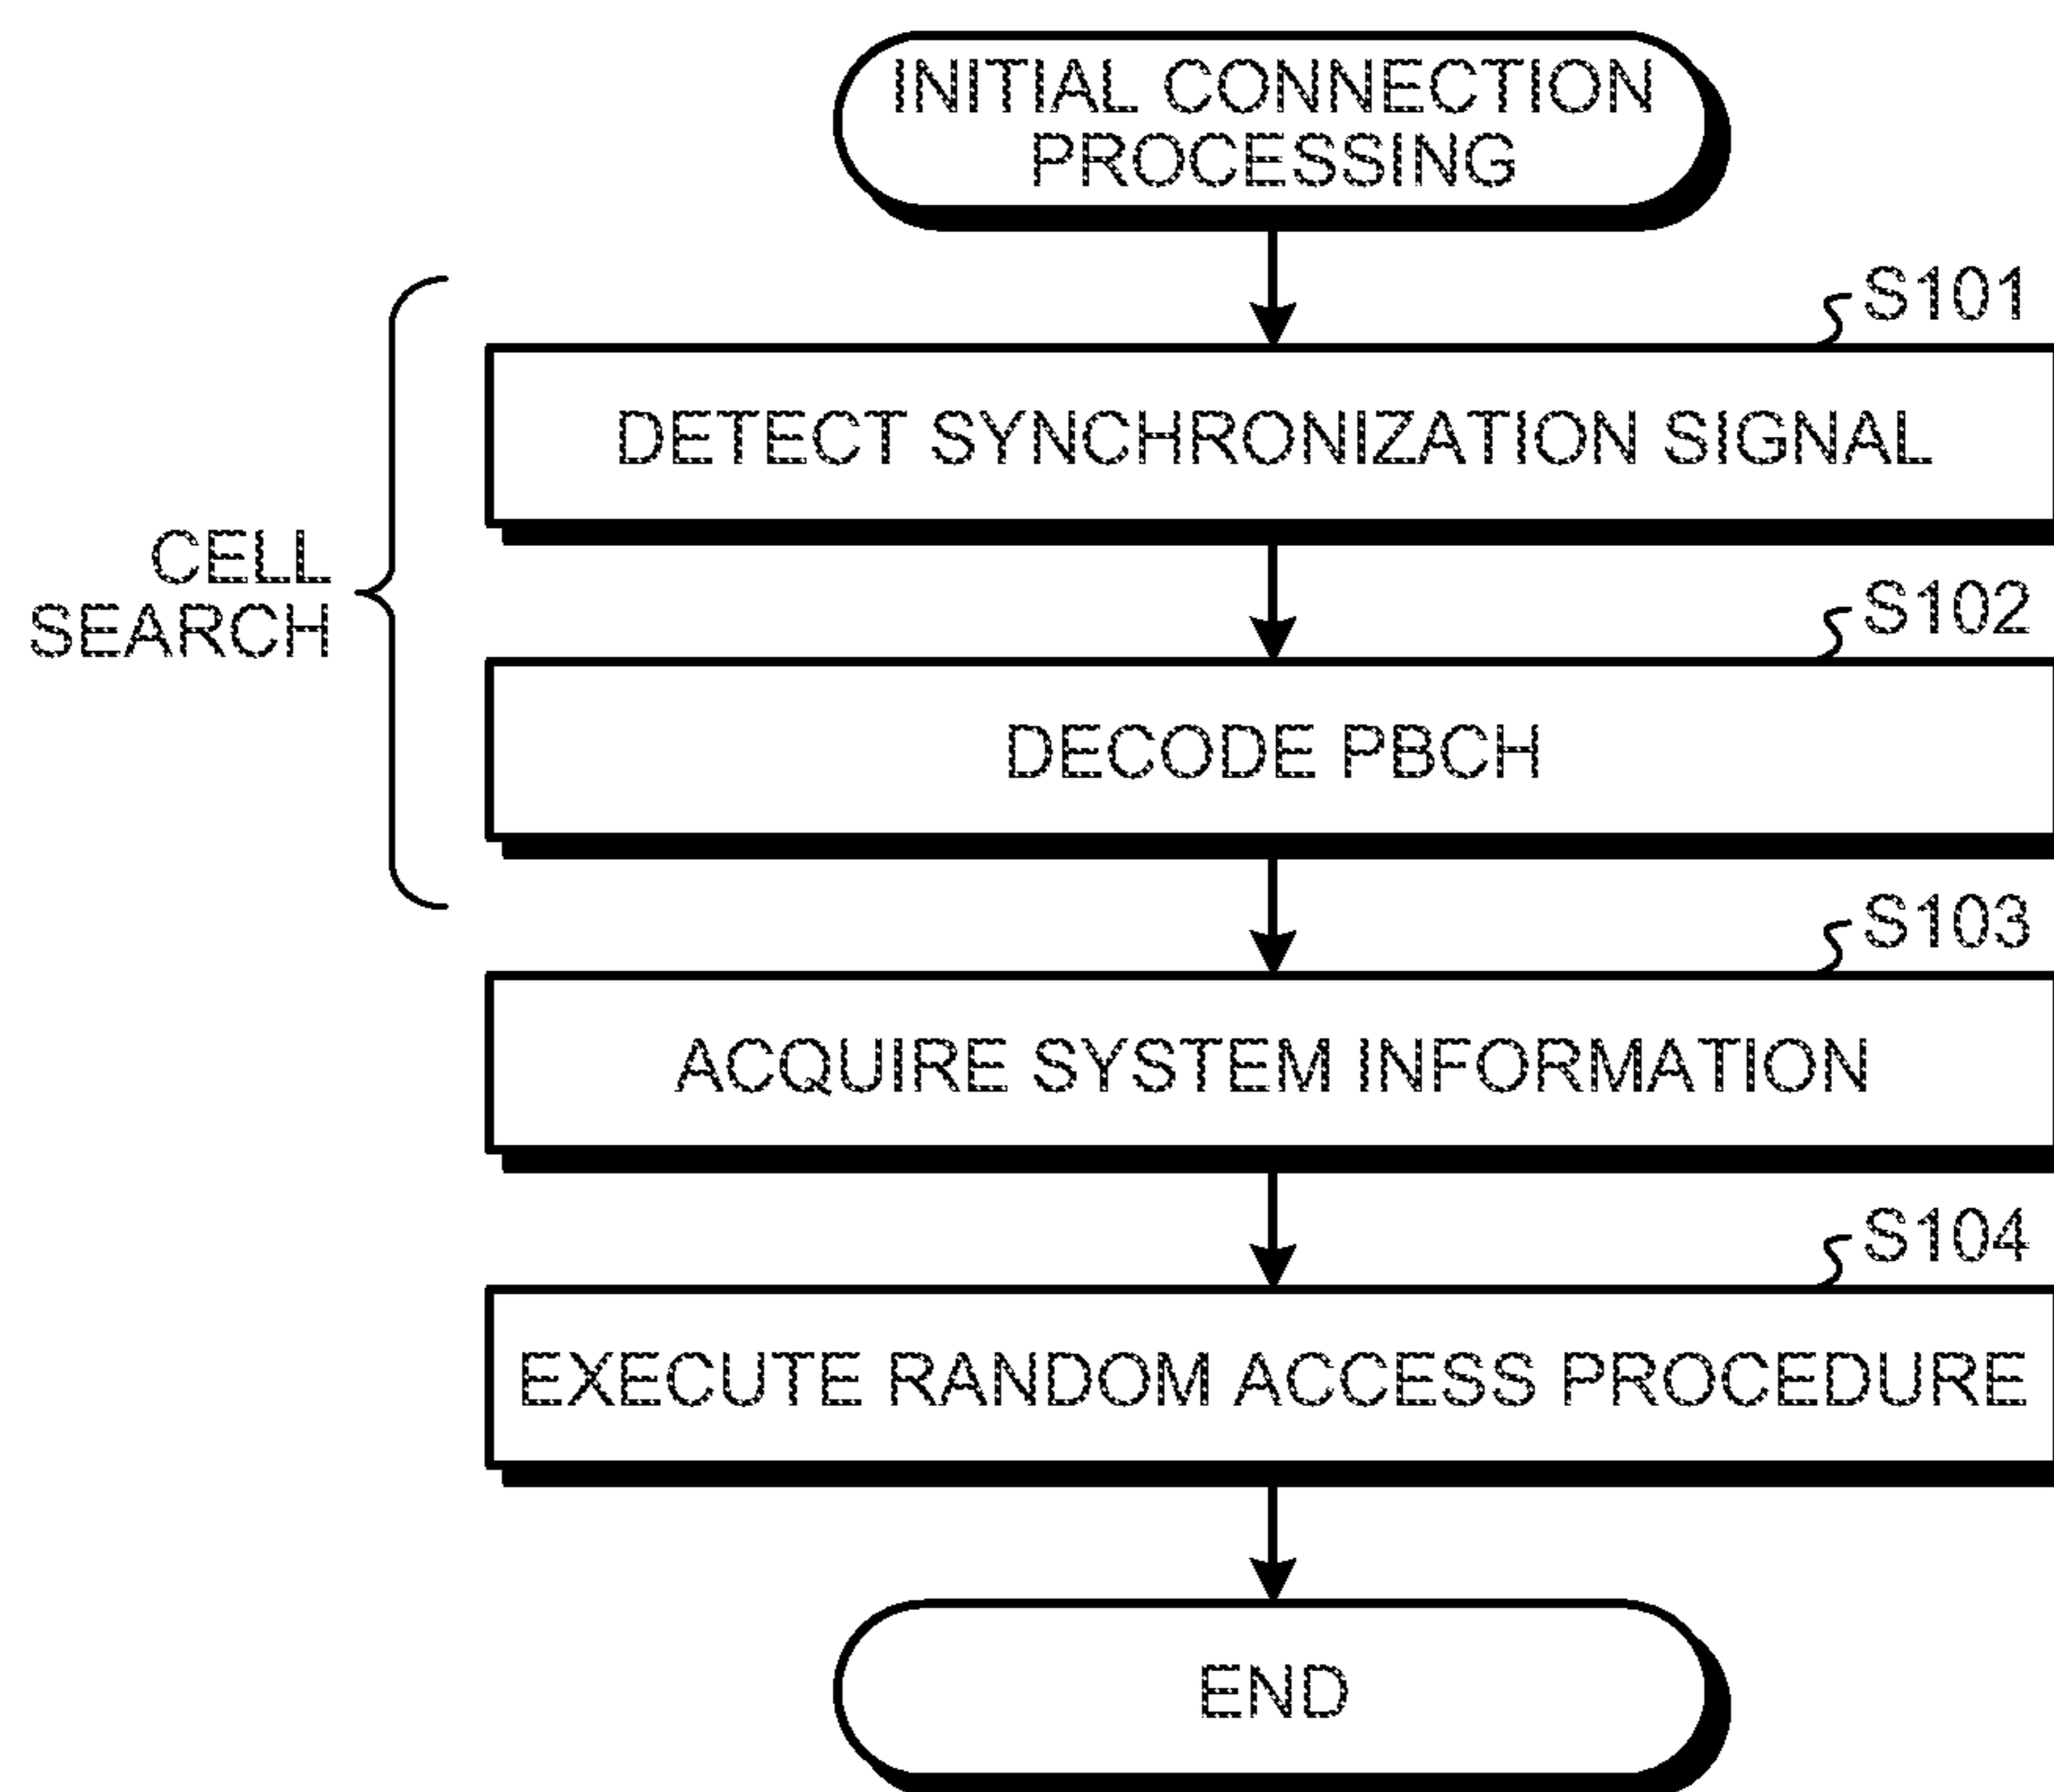 INITIAL CONNECTION
PROCESSING
S101
DETECT SYNCHRONIZATION SIGNAL
CELL
SEARCH
S102
DECODE PBCH
S103
ACQUIRE SYSTEM INFORMATION
S104
EXECUTE RANDOM ACCESS PROCEDURE
END